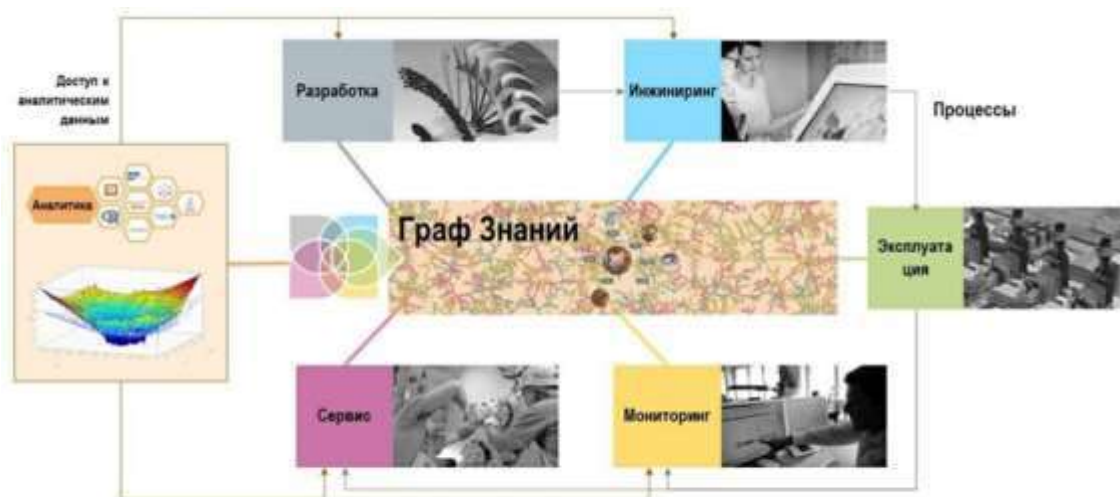 Доступ к
аналитическим
данным
Разработка
Инжиниринг
Процессы
Аналитика
Граф Знаний
Эксплуата
ция
Сервис
Мониторинг